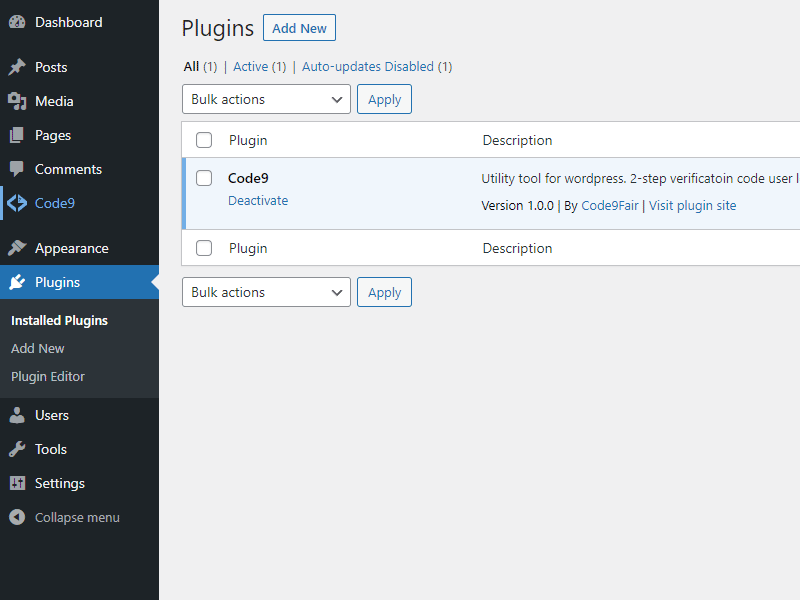 Dashboard
Posts
Media
Pages
Comments
Code9
Appearance
Plugins
Installed Plugins
Add New
Plugin Editor
Users
Tools
Settings
Collapse menu
Plugins Add New
All (1) | Active (1) | Auto-updates Disabled (1)
Bulk actions Apply
Plugin Description
Code9 Utility tool for wordpress. 2-step verificatoin code user l
Deactivate Version 1.0.0 | By Code9Fair | Visit plugin site
Plugin Description
Bulk actions Apply